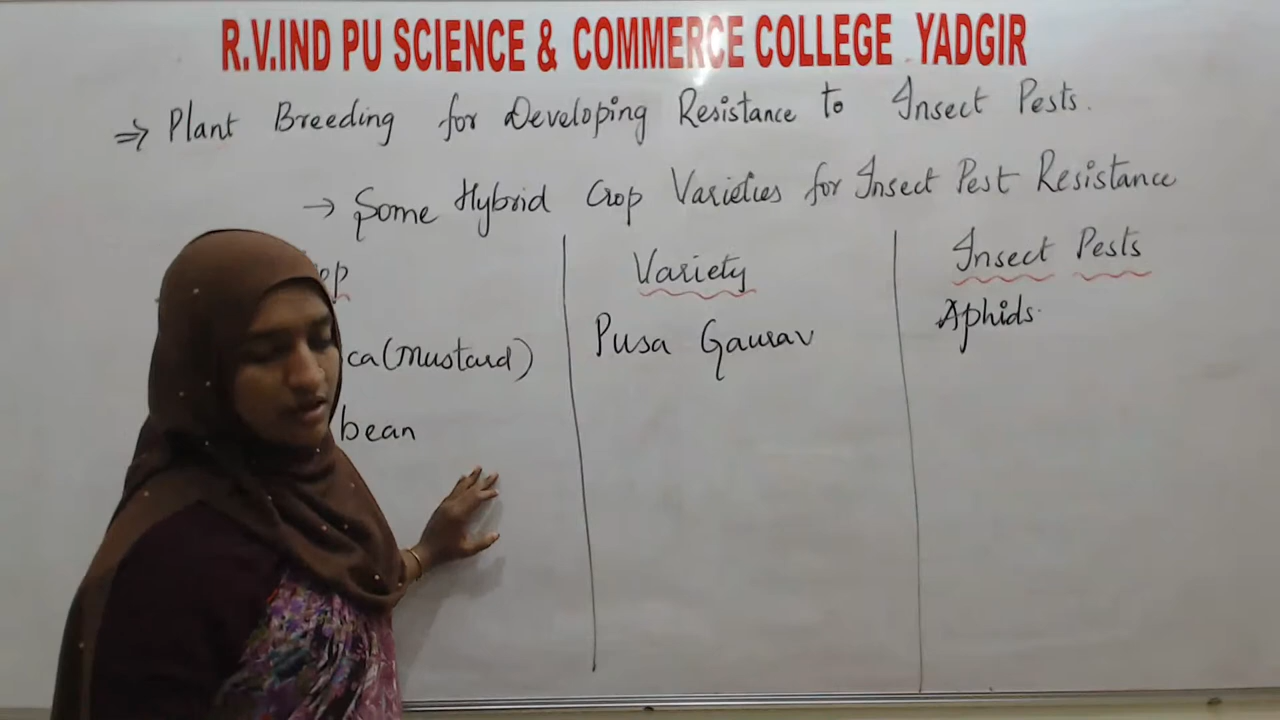 R.V.IND PU SCIENCE & COMMERCE COLLEGE YADGIR
⇒ Plant Breeding for Developing Resistance to Insect Pests.
→ Some Hybrid Crop Varieties for Insect Pest Resistance
op Variety Insect Pests
ca (Mustard) Pusa Gaurav Aphids.
bean